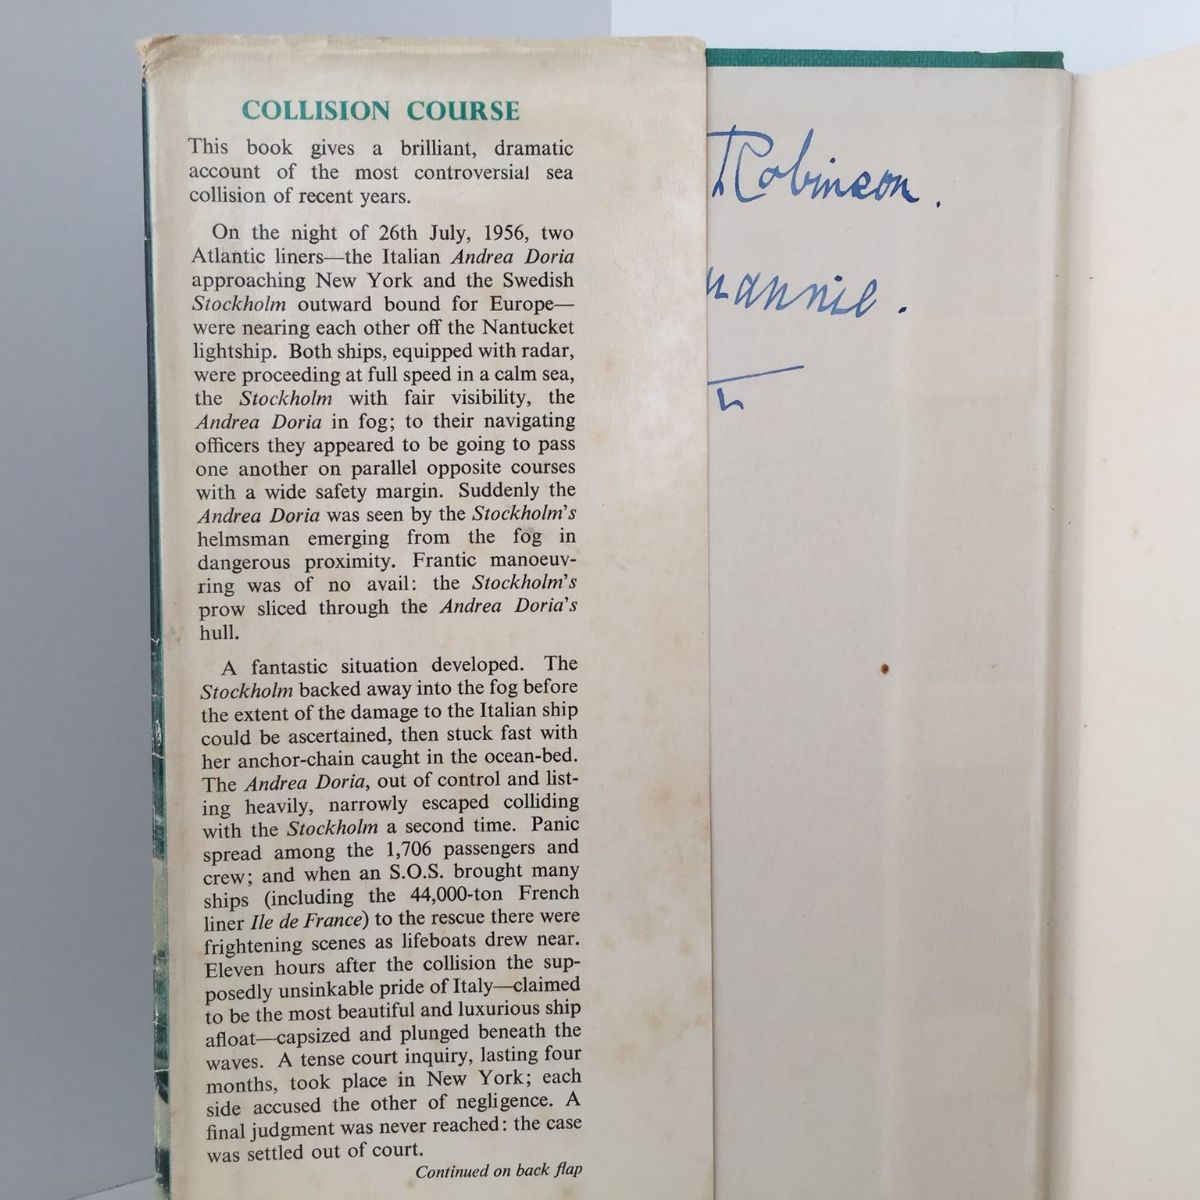 COLLISION COURSE
This book gives a brilliant, dramatic
account of the most controversial sea
collision of recent years.
On the night of 26th July, 1956, two
Atlantic liners—the Italian Andrea Doria
approaching New York and the Swedish
Stockholm outward bound for Europe—
were nearing each other off the Nantucket
lightship. Both ships, equipped with radar,
were proceeding at full speed in a calm sea,
the Stockholm with fair visibility, the
Andrea Doria in fog; to their navigating
officers they appeared to be going to pass
one another on parallel opposite courses
with a wide safety margin. Suddenly the
Andrea Doria was seen by the Stockholm's
helmsman emerging from the fog in
dangerous proximity. Frantic manoeuv-
ring was of no avail: the Stockholm's
prow sliced through the Andrea Doria's
hull.
A fantastic situation developed. The
Stockholm backed away into the fog before
the extent of the damage to the Italian ship
could be ascertained, then stuck fast with
her anchor-chain caught in the ocean-bed.
The Andrea Doria, out of control and list-
ing heavily, narrowly escaped colliding
with the Stockholm a second time. Panic
spread among the 1,706 passengers and
crew; and when an S.O.S. brought many
ships (including the 44,000-ton French
liner Ile de France) to the rescue there were
frightening scenes as lifeboats drew near.
Eleven hours after the collision the sup-
posedly unsinkable pride of Italy—claimed
to be the most beautiful and luxurious ship
afloat—capsized and plunged beneath the
waves. A tense court inquiry, lasting four
months, took place in New York; each
side accused the other of negligence. A
final judgment was never reached: the case
was settled out of court.
Continued on back flap
Robinson.